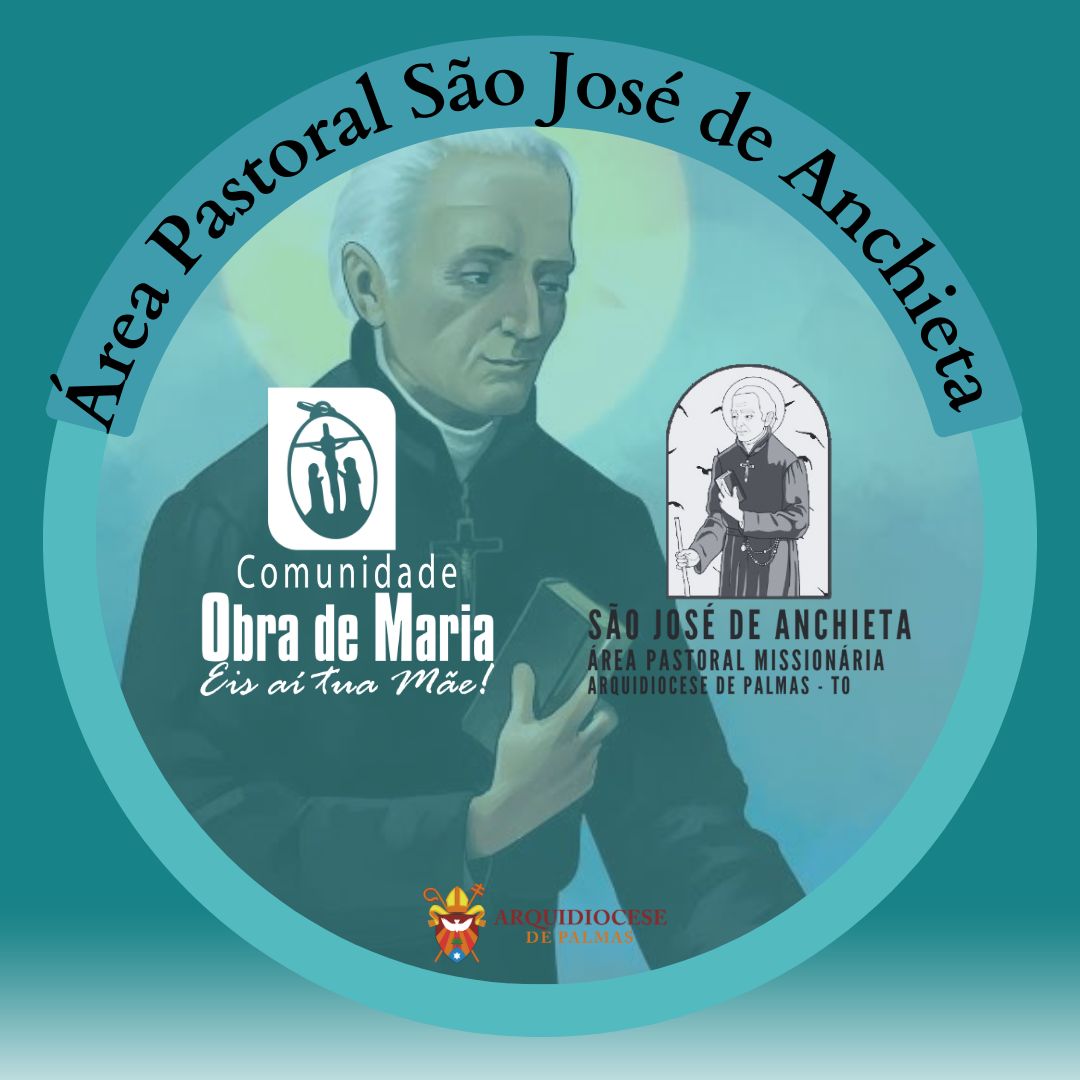 Área Pastoral São José de Anchieta
Comunidade
Obra de Maria
Eis aí tua Mãe!
SÃO JOSÉ DE ANCHIETA
ÁREA PASTORAL MISSIONÁRIA
ARQUIDIOCESE DE PALMAS - TO
ARQUIDIOCESE
DE PALMAS